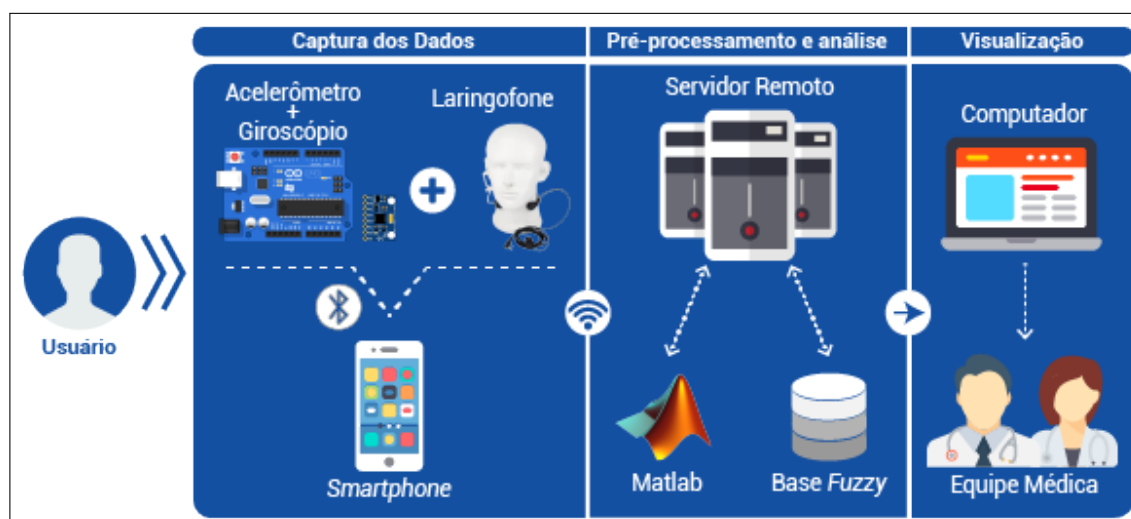 Captura dos Dados
Pré-processamento e análise
Visualização
Acelerômetro
+
Giroscópio
Laringofone
Servidor Remoto
Computador
Usuário
Smartphone
Matlab
Base Fuzzy
Equipe Médica